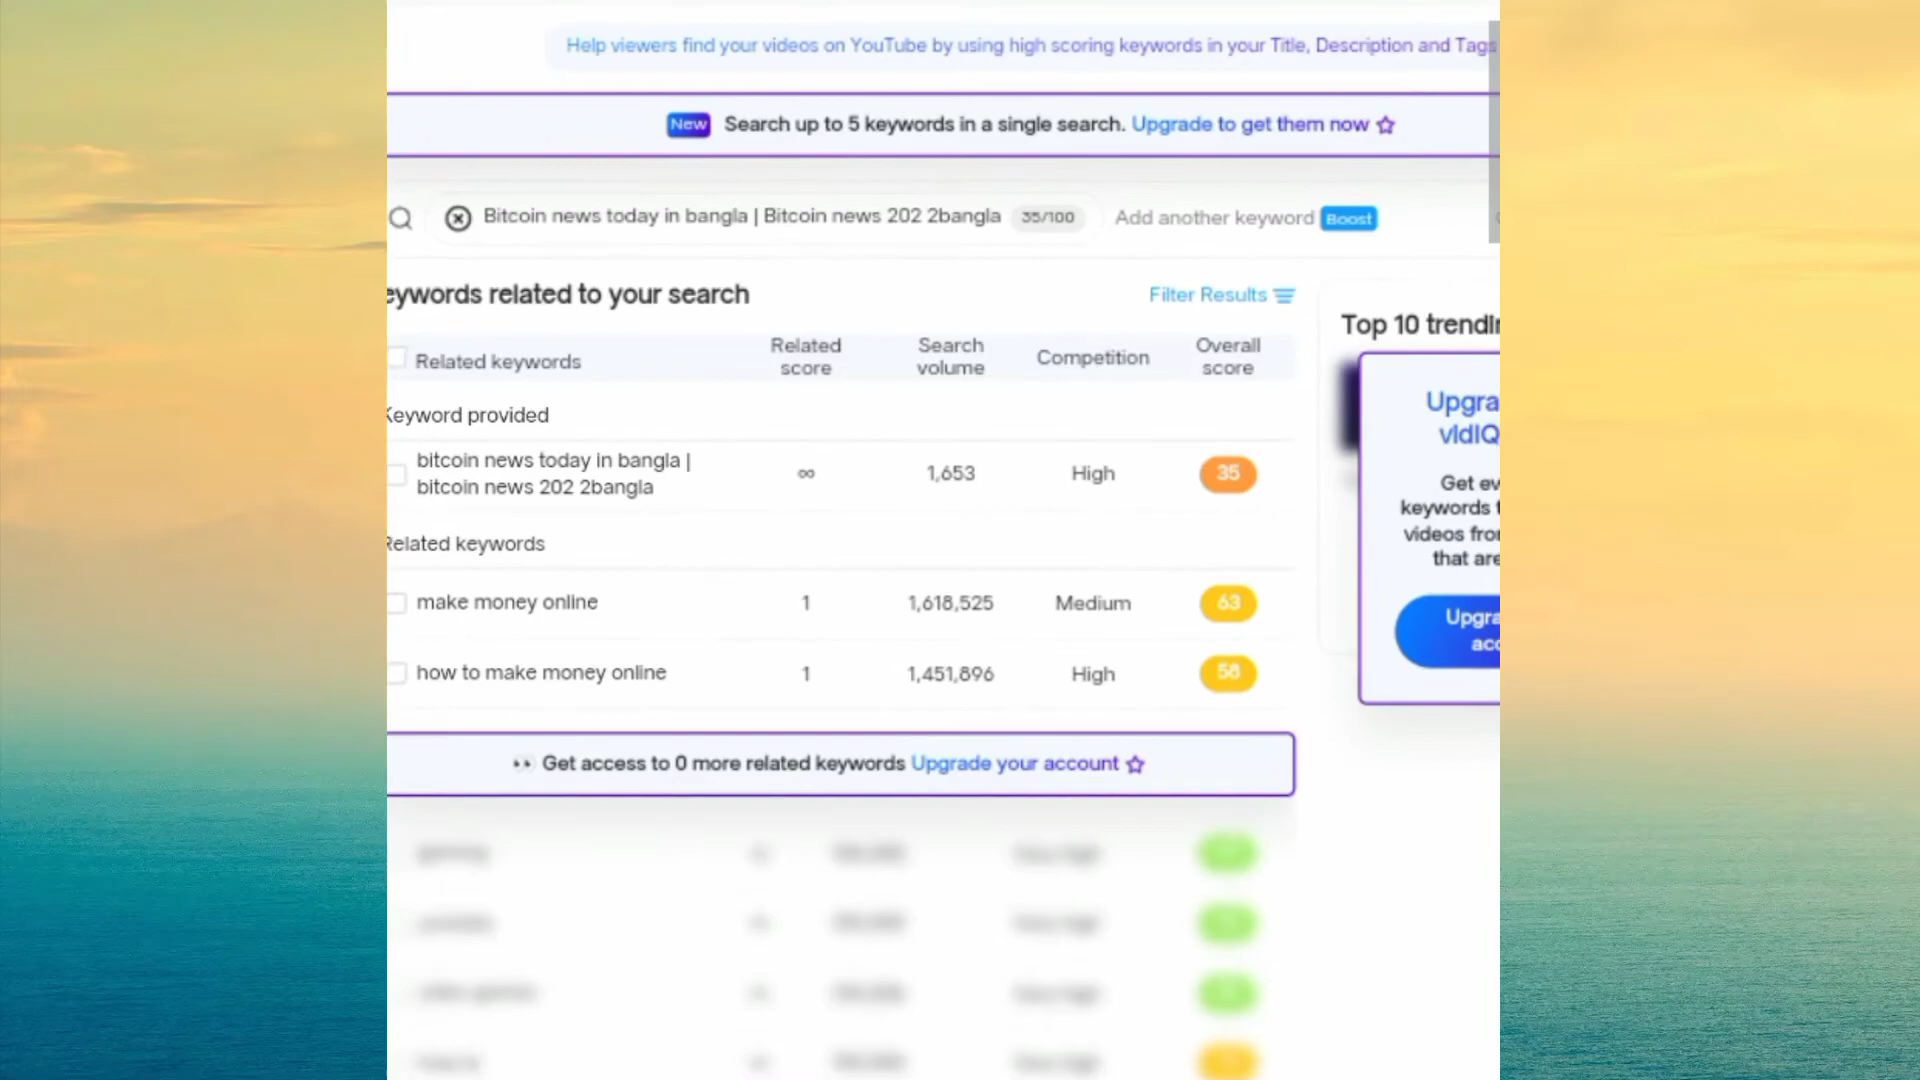 Help viewers find your videos on YouTube by using high scoring keywords in your Title, Description and Tags
New Search up to 5 keywords in a single search. Upgrade to get them now
Bitcoin news today in bangla | Bitcoin news 202 2bangla 35/100 Add another keyword Boost
eywords related to your search
Filter Results
Related keywords
Related score
Search volume
Competition
Overall score
Keyword provided
bitcoin news today in bangla |
bitcoin news 202 2bangla
∞ 1,653 High 35
Related keywords
make money online 1 1,618,525 Medium 63
how to make money online 1 1,451,896 High 58
Get access to 0 more related keywords Upgrade your account
Top 10 trendin
Upgra
vidIQ
Get ev
keywords t
videos fro
that are
Upgra
acc